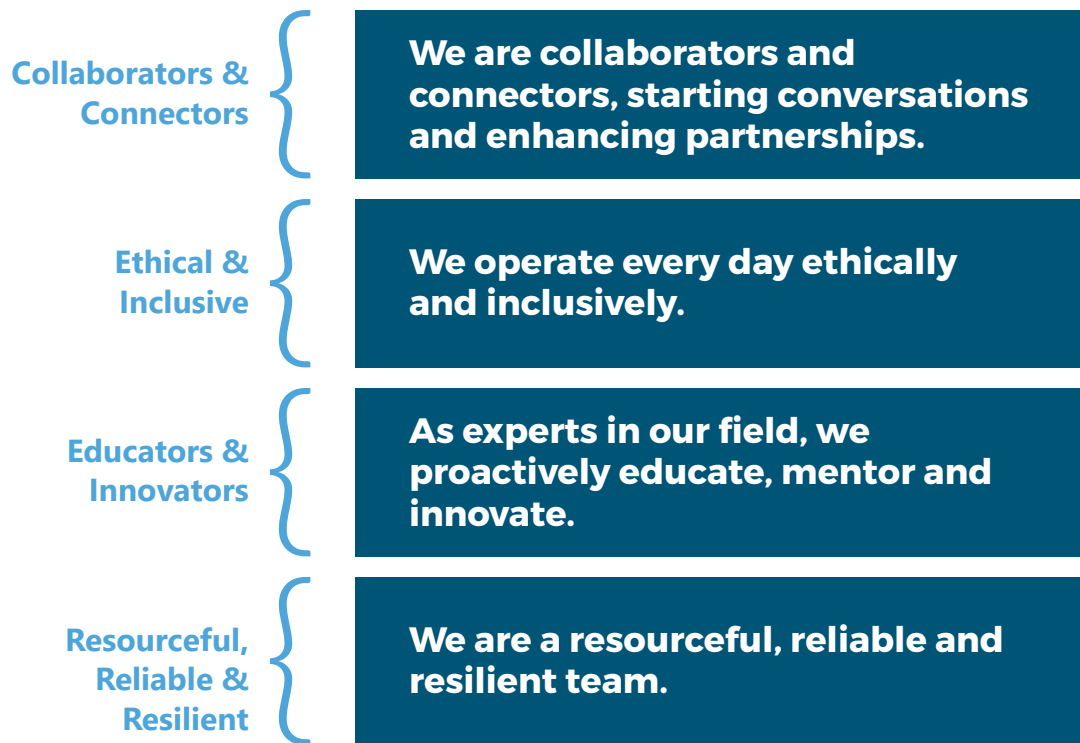 Collaborators &
Connectors
We are collaborators and
connectors, starting conversations
and enhancing partnerships.
Ethical &
Inclusive
We operate every day ethically
and inclusively.
Educators &
Innovators
As experts in our field, we
proactively educate, mentor and
innovate.
Resourceful,
Reliable &
Resilient
We are a resourceful, reliable and
resilient team.